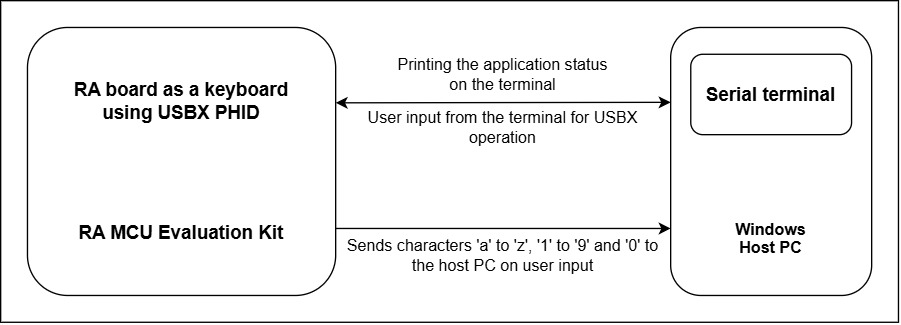 RA board as a keyboard
using USBX PHID
RA MCU Evaluation Kit
Printing the application status
on the terminal
User input from the terminal for USBX
operation
Sends characters 'a' to 'z', '1' to '9' and '0' to
the host PC on user input
Serial terminal
Windows
Host PC